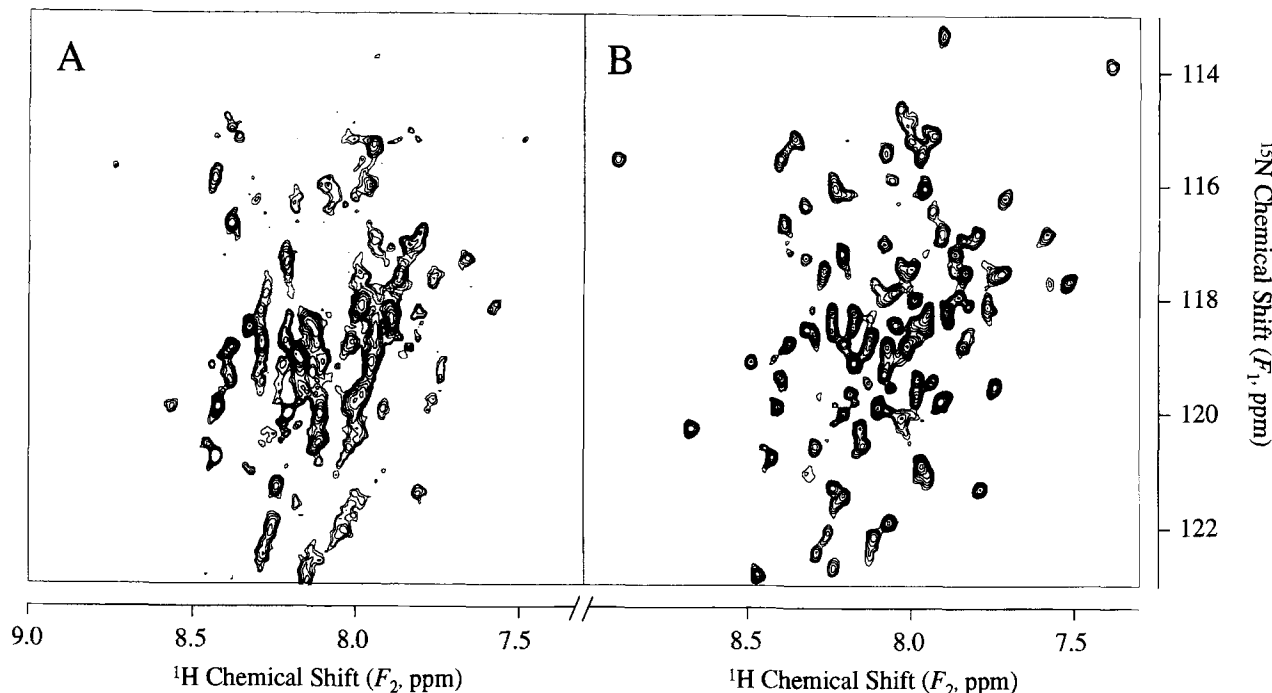 A
B
114
116
118
120
122
¹⁵N Chemical Shift (F₁, ppm)
9.0 8.5 8.0 7.5
8.5 8.0 7.5
¹H Chemical Shift (F₂, ppm)
¹H Chemical Shift (F₂, ppm)